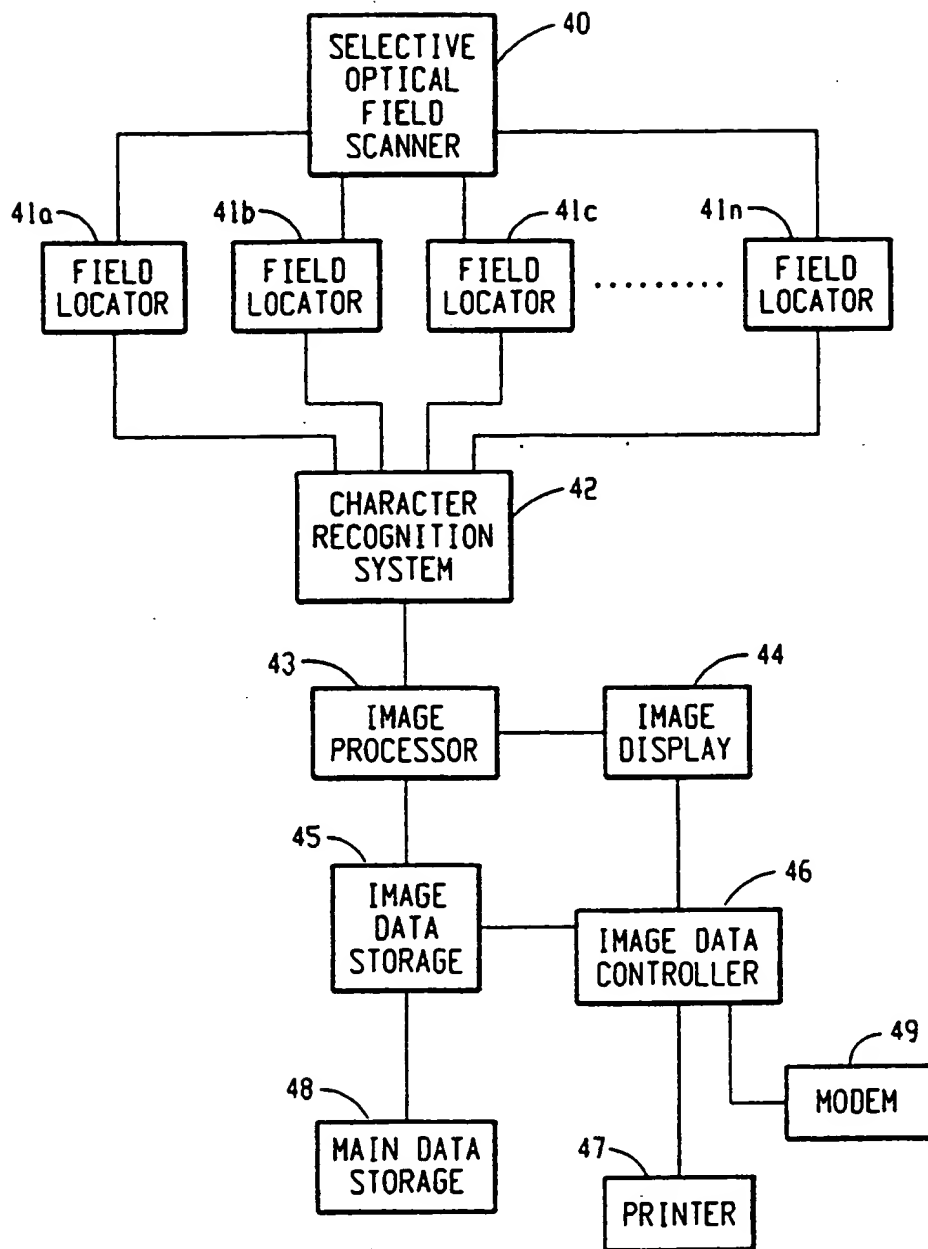 40
SELECTIVE
OPTICAL
FIELD
SCANNER
41a
FIELD
LOCATOR
41b
FIELD
LOCATOR
41c
FIELD
LOCATOR
.........
41n
FIELD
LOCATOR
42
CHARACTER
RECOGNITION
SYSTEM
43
IMAGE
PROCESSOR
44
IMAGE
DISPLAY
45
IMAGE
DATA
STORAGE
46
IMAGE DATA
CONTROLLER
49
MODEM
48
MAIN DATA
STORAGE
47
PRINTER